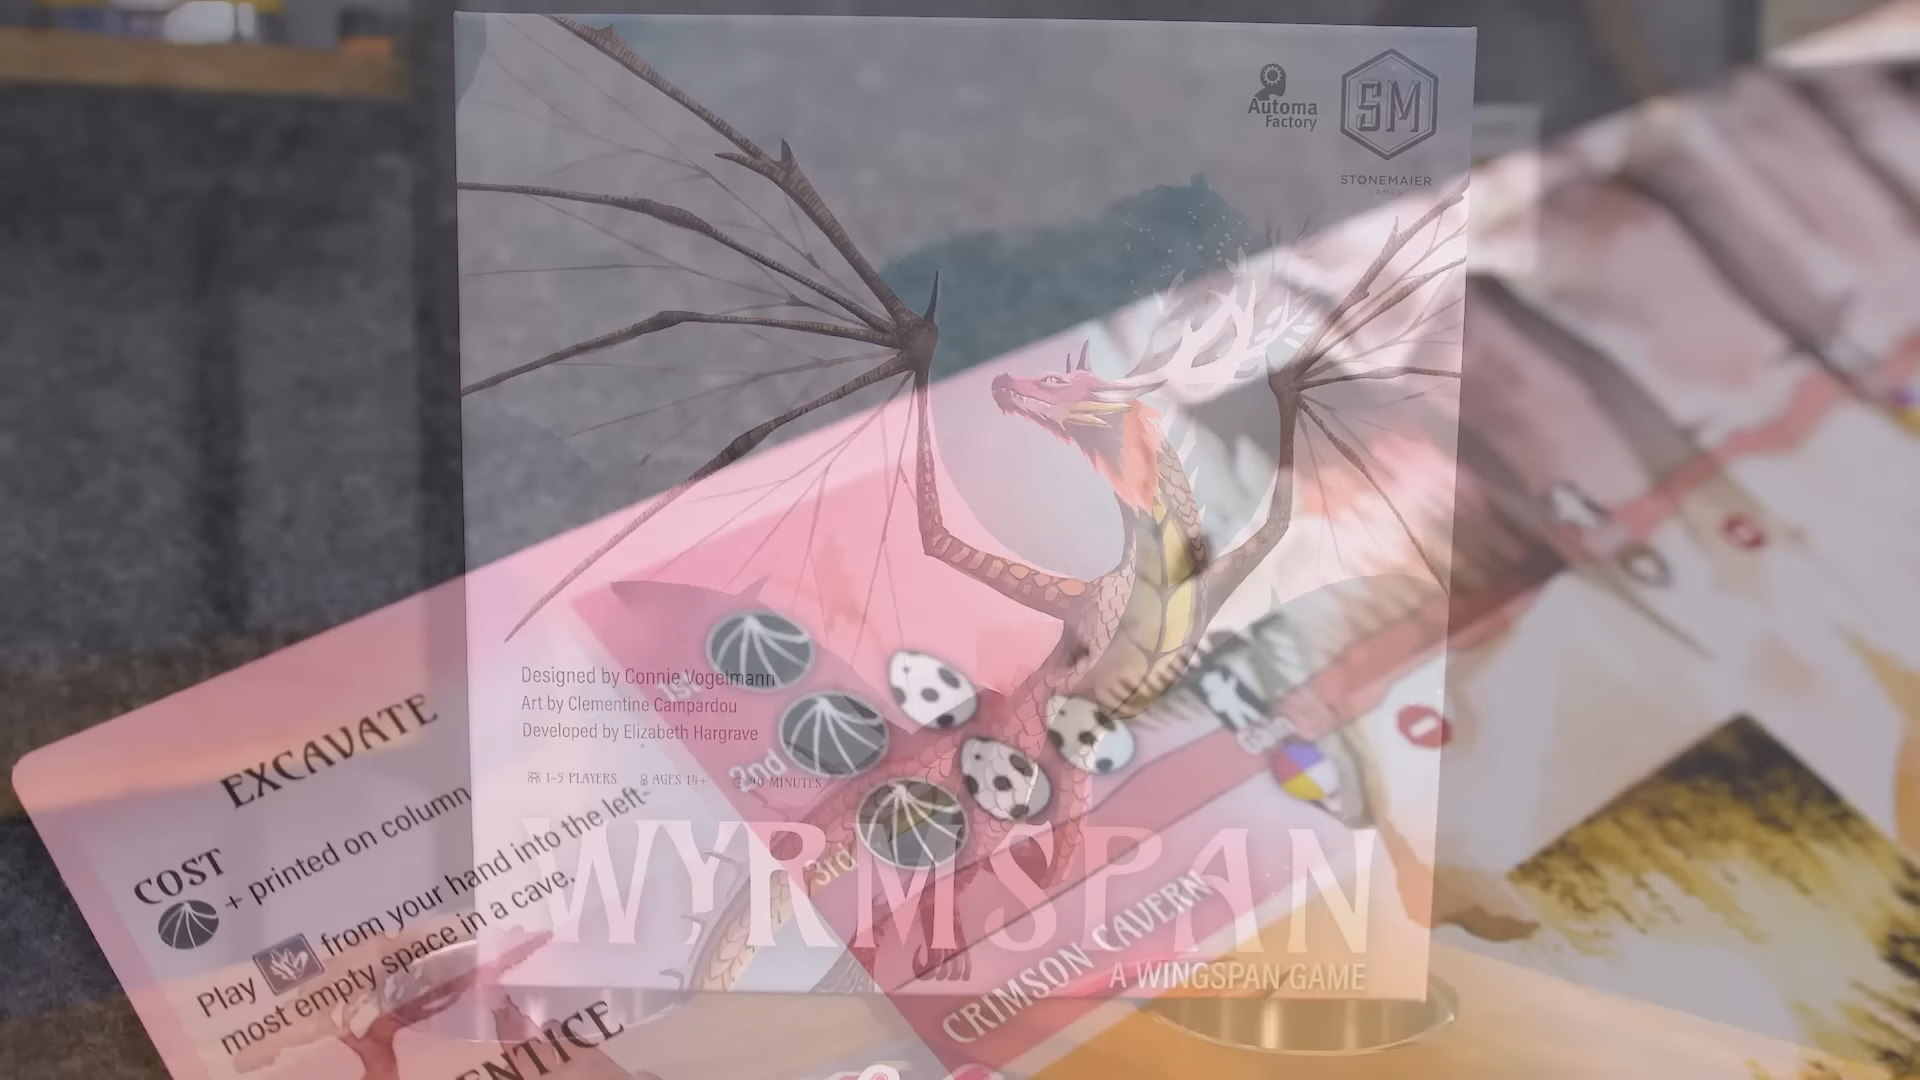 Automa
Factory
SM
STONEMAIER
GAMES
Designed by Connie Vogelmann
Art by Clementine Campardou
Developed by Elizabeth Hargrave
1-5 PLAYERS AGES 14+ 90 MINUTES
WYRMSPAN
A WINGSPAN GAME
EXCAVATE
COST
+ printed on column
Play from your hand into the left-
most empty space in a cave.
1st
2nd
3rd
CRIMSON CAVERN